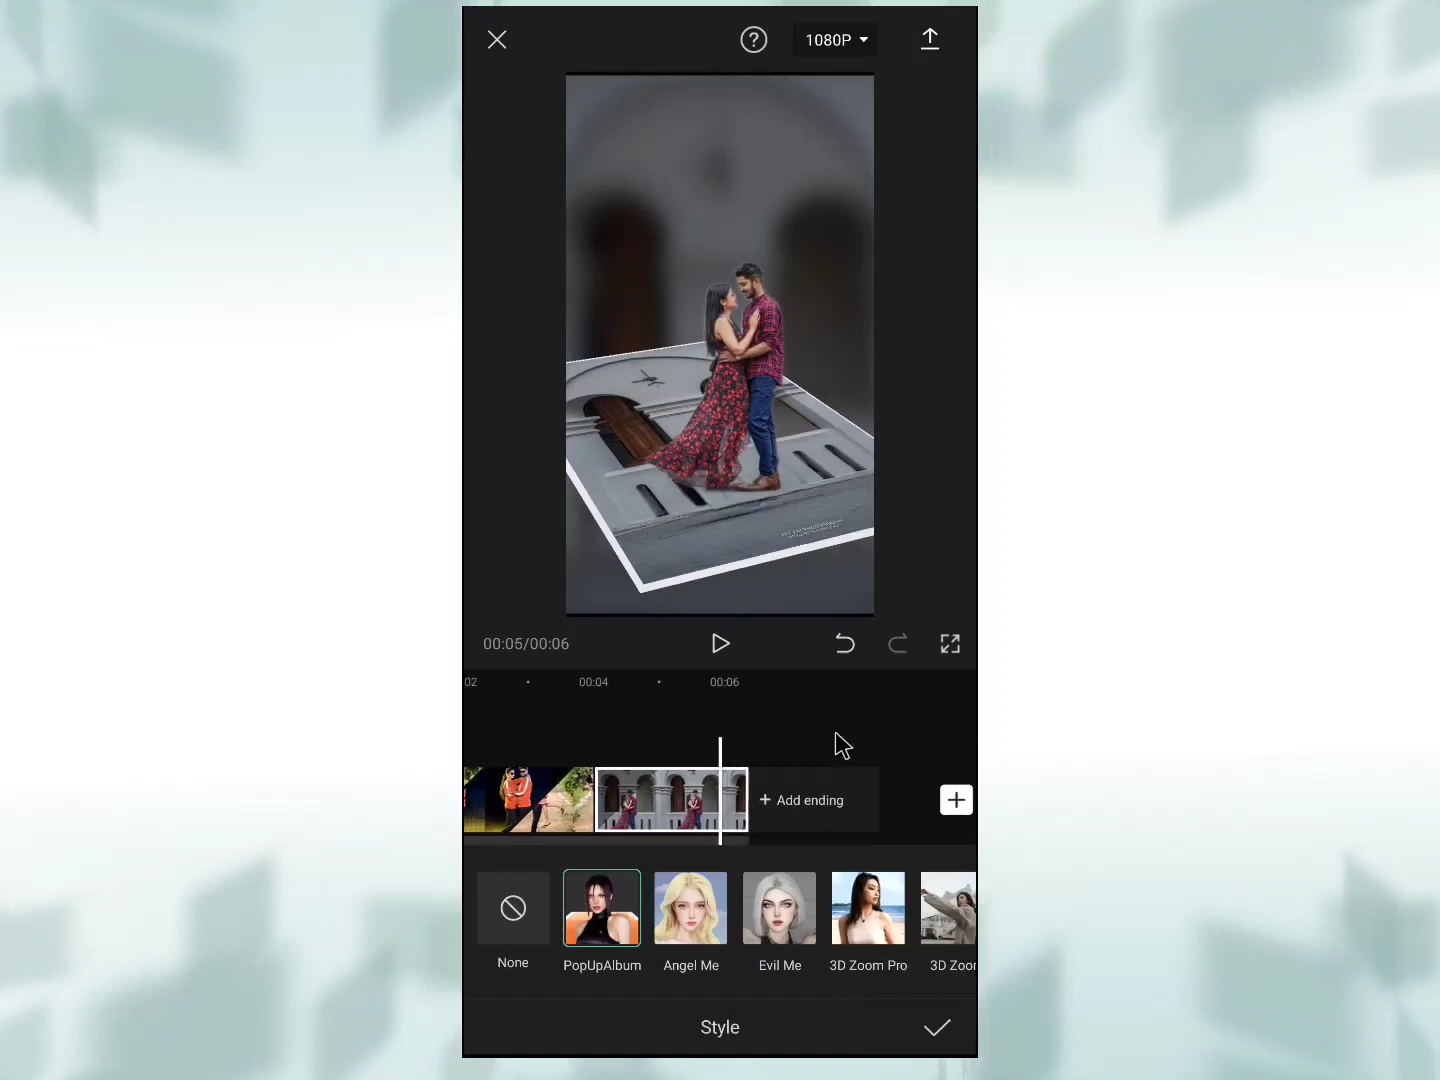 1080P
00:05/00:06
02
00:04
00:06
+ Add ending
None
PopUpAlbum
Angel Me
Evil Me
3D Zoom Pro
3D Zoor
Style